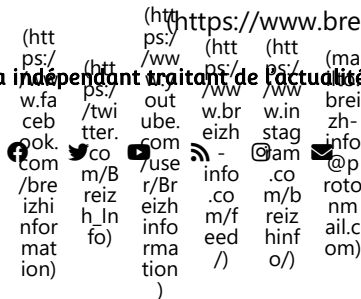 (https://www.bre
a indépendant traitant de l'actualité
(htt
ps:/
/ww
w.fa
ceb
ook.
com
/bre
izhi
nfor
mat
ion)
(htt
ps:/
/twi
tter.
co
m/B
reiz
h_In
fo)
(htt
ps:/
/ww
w.y
out
ube.
com
/use
r/Br
eizh
info
rma
tion
)
(htt
ps:/
/ww
w.br
eizh
-
info
.co
m/f
eed
/)
(htt
ps:/
/ww
w.in
stag
ram
.co
m/b
reiz
hinf
o/)
(ma
ilto:
brei
zh-
info
@p
roto
nm
ail.c
om)